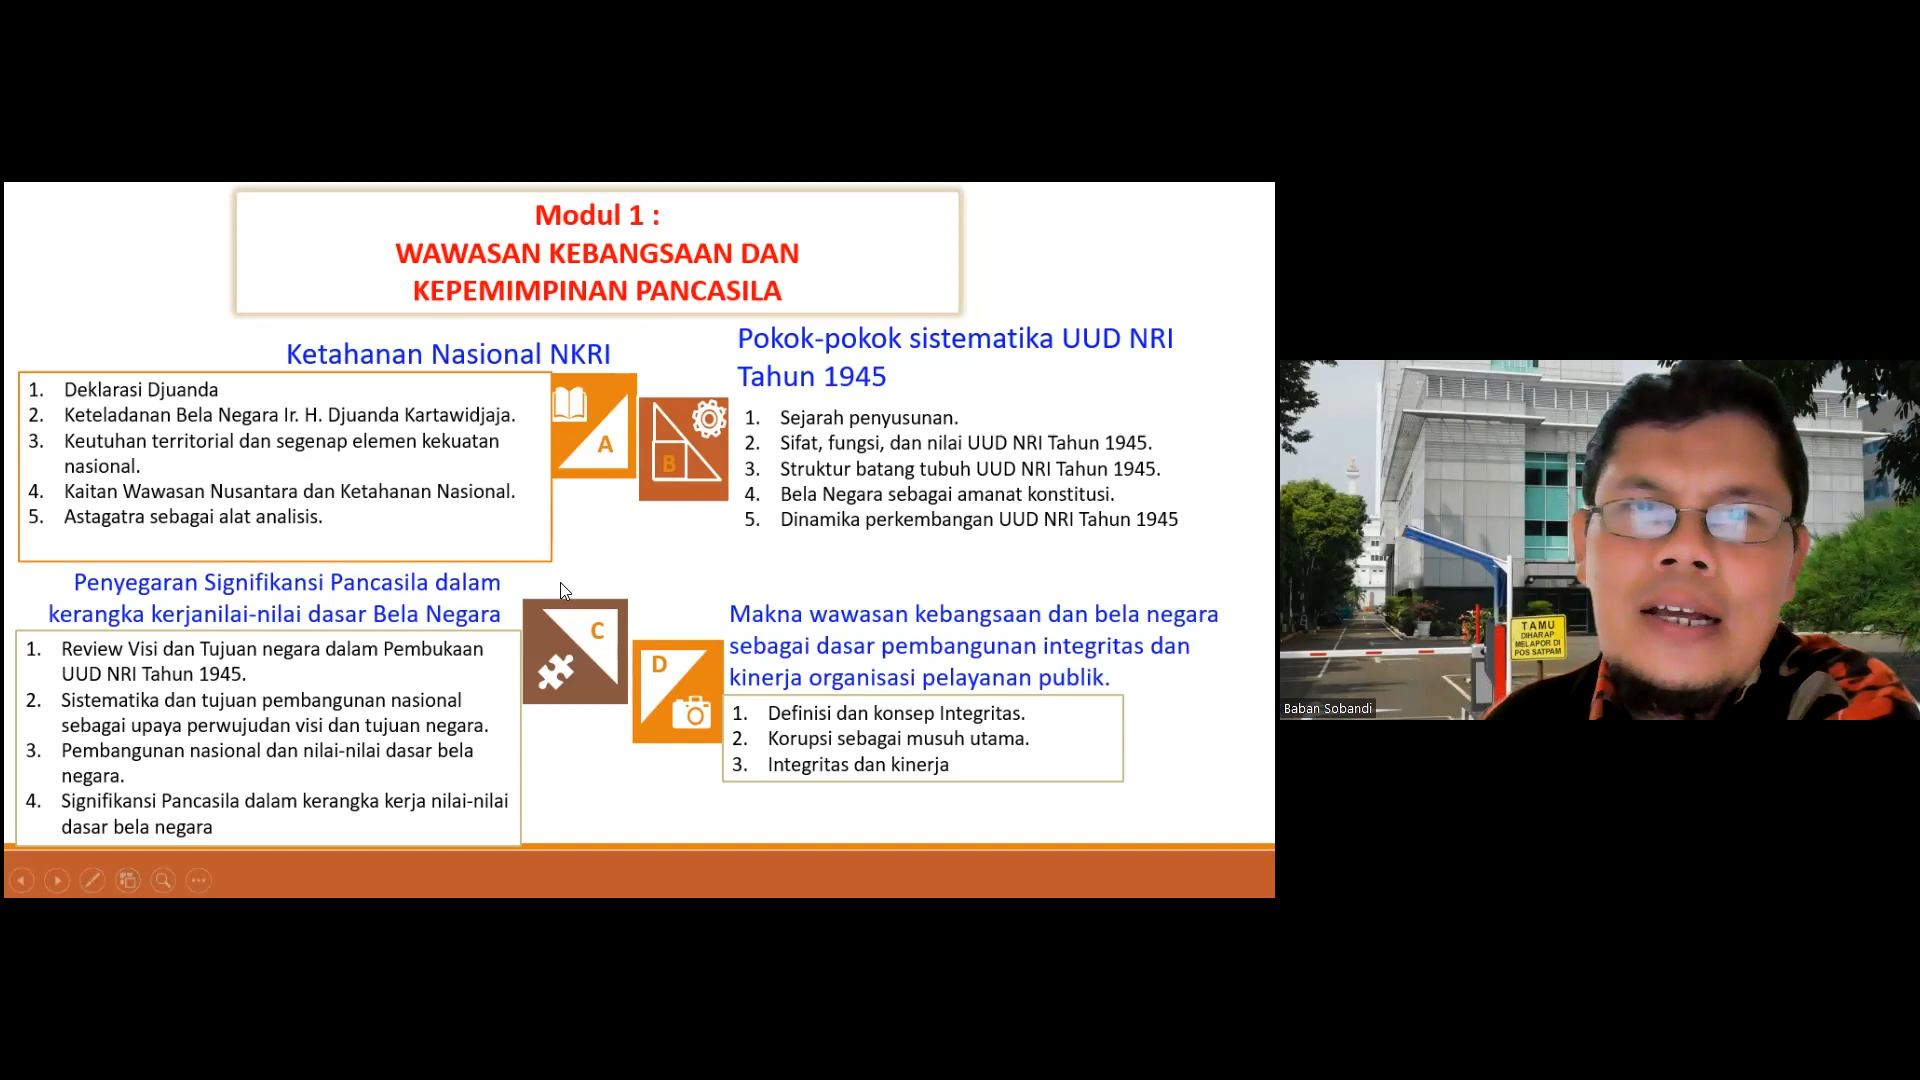 Modul 1 :
WAWASAN KEBANGSAAN DAN
KEPEMIMPINAN PANCASILA
Ketahanan Nasional NKRI
1. Deklarasi Djuanda
2. Keteladanan Bela Negara Ir. H. Djuanda Kartawidjaja.
3. Keutuhan territorial dan segenap elemen kekuatan
nasional.
4. Kaitan Wawasan Nusantara dan Ketahanan Nasional.
5. Astagatra sebagai alat analisis.
A
B
Pokok-pokok sistematika UUD NRI
Tahun 1945
1. Sejarah penyusunan.
2. Sifat, fungsi, dan nilai UUD NRI Tahun 1945.
3. Struktur batang tubuh UUD NRI Tahun 1945.
4. Bela Negara sebagai amanat konstitusi.
5. Dinamika perkembangan UUD NRI Tahun 1945
Penyegaran Signifikansi Pancasila dalam
kerangka kerjanilai-nilai dasar Bela Negara
1. Review Visi dan Tujuan negara dalam Pembukaan
UUD NRI Tahun 1945.
2. Sistematika dan tujuan pembangunan nasional
sebagai upaya perwujudan visi dan tujuan negara.
3. Pembangunan nasional dan nilai-nilai dasar bela
negara.
4. Signifikansi Pancasila dalam kerangka kerja nilai-nilai
dasar bela negara
C
D
Makna wawasan kebangsaan dan bela negara
sebagai dasar pembangunan integritas dan
kinerja organisasi pelayanan publik.
1. Definisi dan konsep Integritas.
2. Korupsi sebagai musuh utama.
3. Integritas dan kinerja
TAMU
DIHARAP
MELAPOR DI
POS SATPAM
Baban Sobandi